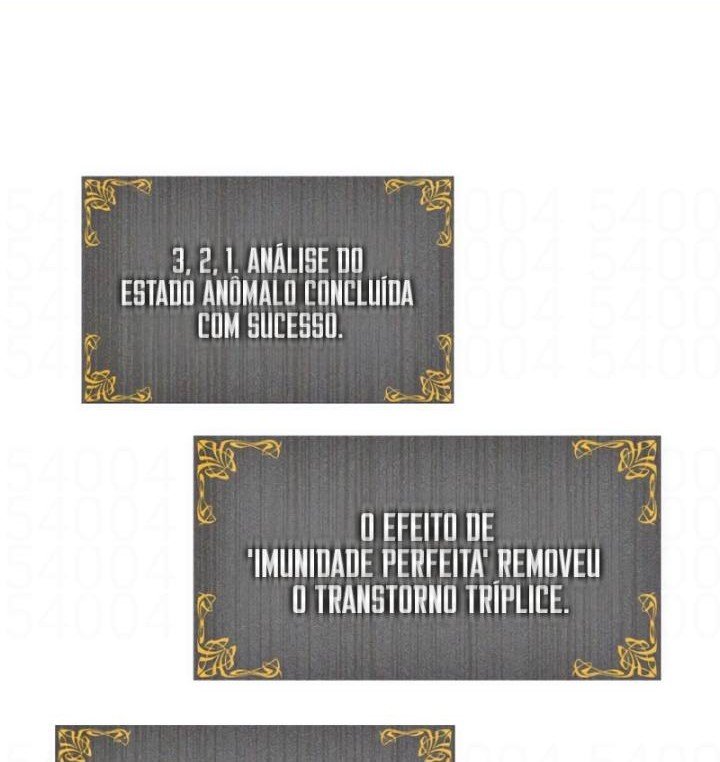 3, 2, 1. ANÁLISE DO
ESTADO ANÔMALO CONCLUÍDA
COM SUCESSO.
O EFEITO DE
'IMUNIDADE PERFEITA' REMOVEU
O TRANSTORNO TRÍPLICE.